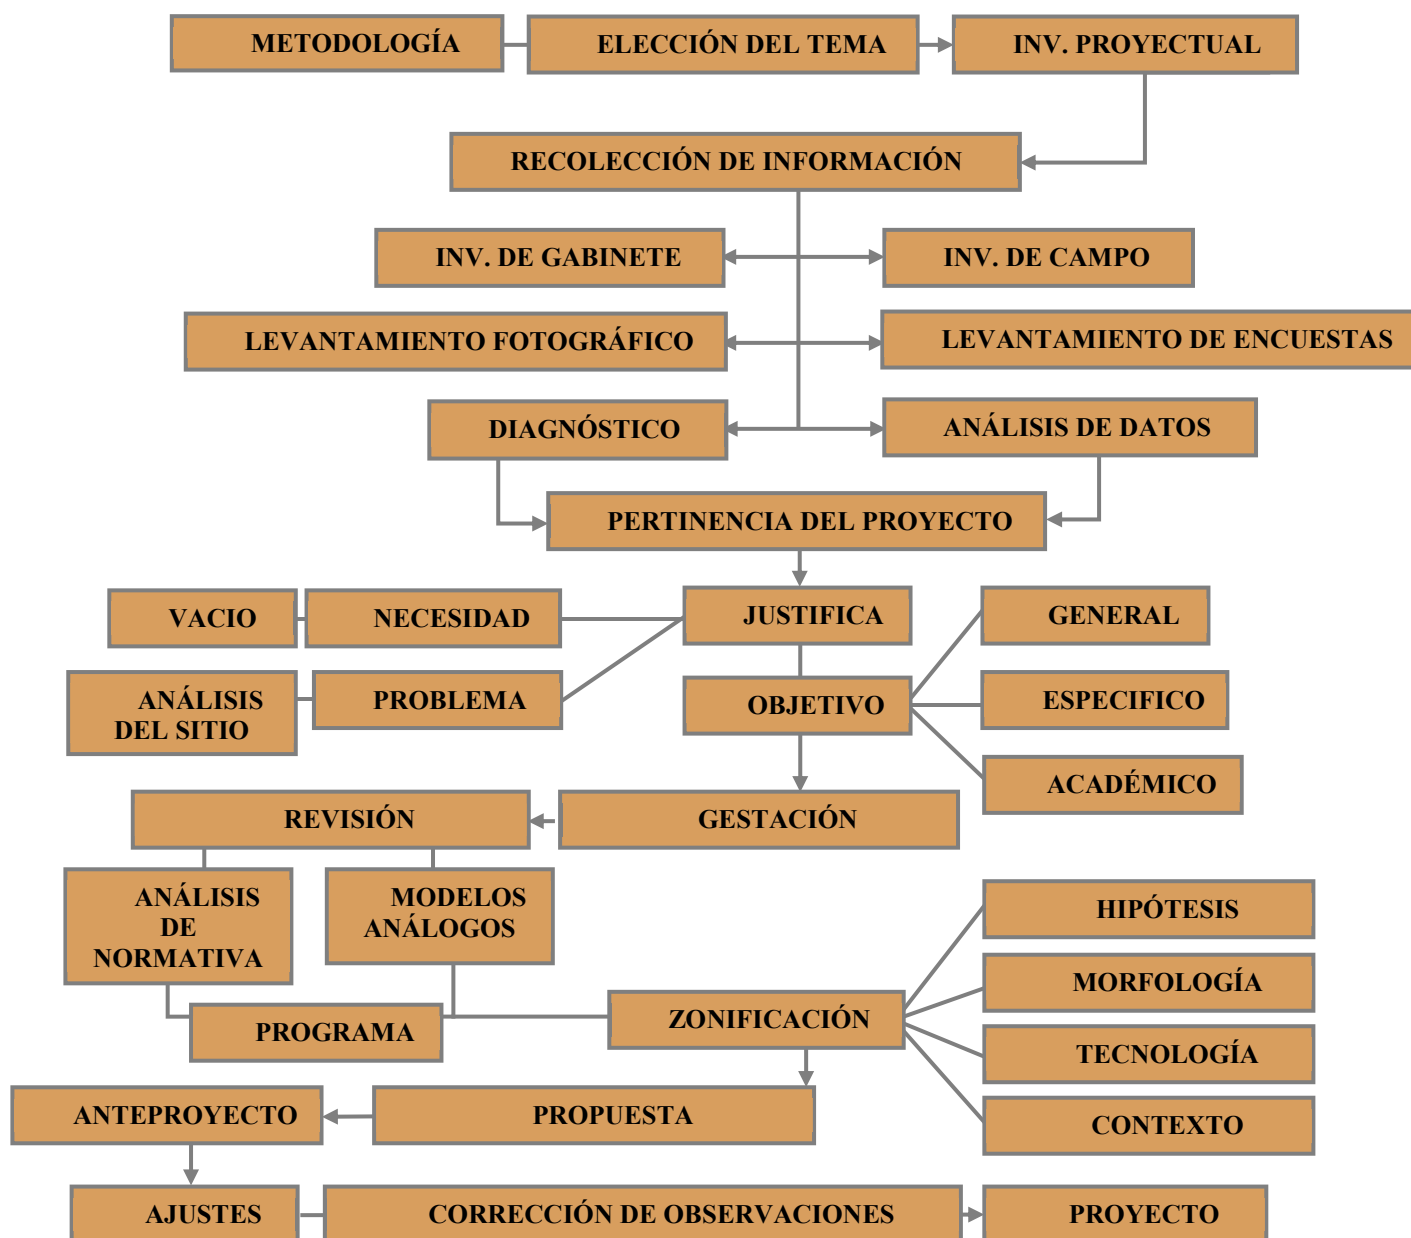 METODOLOGÍA
ELECCIÓN DEL TEMA
INV. PROYECTUAL
RECOLECCIÓN DE INFORMACIÓN
INV. DE GABINETE
INV. DE CAMPO
LEVANTAMIENTO FOTOGRÁFICO
LEVANTAMIENTO DE ENCUESTAS
DIAGNÓSTICO
ANÁLISIS DE DATOS
PERTINENCIA DEL PROYECTO
VACIO
NECESIDAD
JUSTIFICA
GENERAL
ANÁLISIS
DEL SITIO
PROBLEMA
OBJETIVO
ESPECIFICO
ACADÉMICO
REVISIÓN
GESTACIÓN
ANÁLISIS
DE
NORMATIVA
MODELOS
ANÁLOGOS
HIPÓTESIS
MORFOLOGÍA
PROGRAMA
ZONIFICACIÓN
TECNOLOGÍA
CONTEXTO
ANTEPROYECTO
PROPUESTA
AJUSTES
CORRECCIÓN DE OBSERVACIONES
PROYECTO